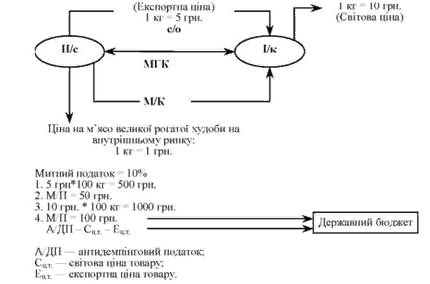 (Експортна ціна)
1 кг = 5 грн.
с/о
1 кг = 10 грн.
(Світова ціна)
П/с
І/к
МГК
М/К
Ціна на м’ясо великої рогатої худоби на
внутрішньому ринку:
1 кг = 1 грн.
Митний податок = 10%
1. 5 грн*100 кг = 500 грн.
2. М/П = 50 грн.
3. 10 грн. * 100 кг = 1000 грн.
4. М/П = 100 грн.
А/ДП – Сц.т. – Ец.т.
Державний бюджет
А/ДП — антидемпінговий податок;
Сц.т. — світова ціна товару;
Ец.т. — експортна ціна товару.